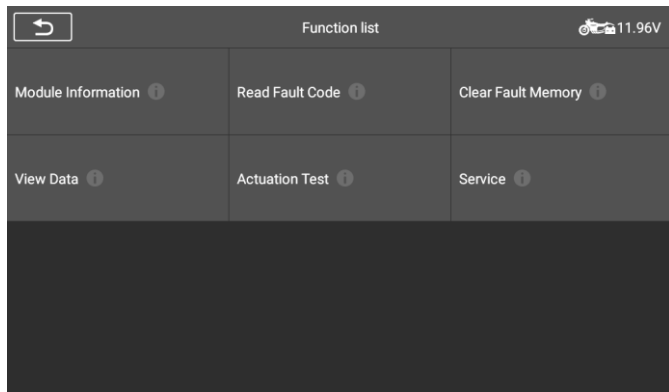 Function list
11.96V
Module Information
Read Fault Code
Clear Fault Memory
View Data
Actuation Test
Service